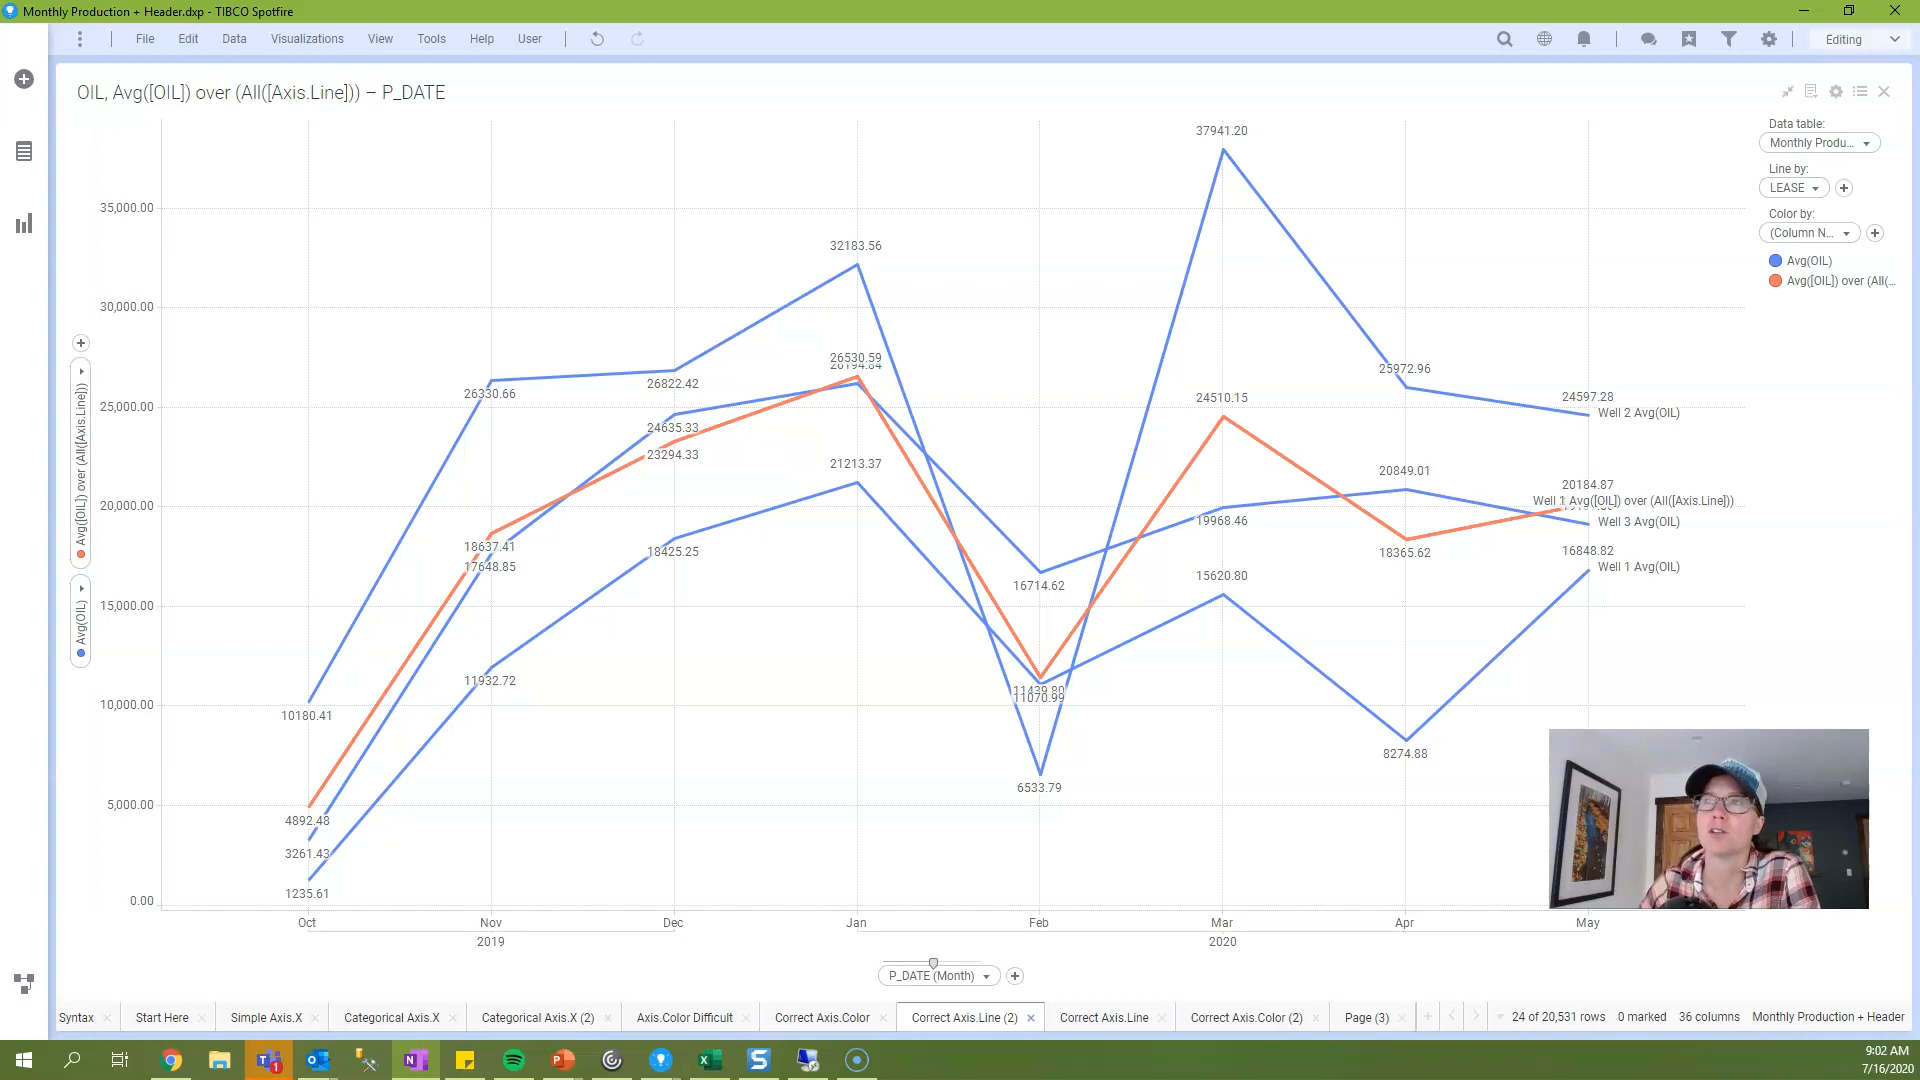 Monthly Production + Header.dxp - TIBCO Spotfire
File Edit Data Visualizations View Tools Help User Editing
OIL, Avg([OIL]) over (All([Axis.Line])) – P_DATE
Data table:
Monthly Produ...
Line by:
LEASE
Color by:
(Column N...
Avg(OIL)
Avg([OIL]) over (All(...
Avg([OIL]) over (All([Axis.Line]))
Avg(OIL)
35,000.00
30,000.00
25,000.00
20,000.00
15,000.00
10,000.00
5,000.00
0.00
37941.20
32183.56
26530.59
26194.84
26330.66
26822.42
25972.96
24597.28
Well 2 Avg(OIL)
24510.15
24635.33
23294.33
21213.37
20849.01
20184.87
Well 1 Avg([OIL]) over (All([Axis.Line]))
19968.46
Well 3 Avg(OIL)
18637.41
17648.85
18425.25
18365.62
16848.82
Well 1 Avg(OIL)
16714.62
15620.80
11932.72
11439.80
11070.99
10180.41
8274.88
6533.79
4892.48
3261.43
1235.61
Oct Nov Dec Jan Feb Mar Apr May
2019 2020
P_DATE (Month)
Syntax Start Here Simple Axis.X Categorical Axis.X Categorical Axis.X (2) Axis.Color Difficult Correct Axis.Color Correct Axis.Line (2) Correct Axis.Line Correct Axis.Color (2) Page (3) 24 of 20,531 rows 0 marked 36 columns Monthly Production + Header
9:02 AM
7/16/2020